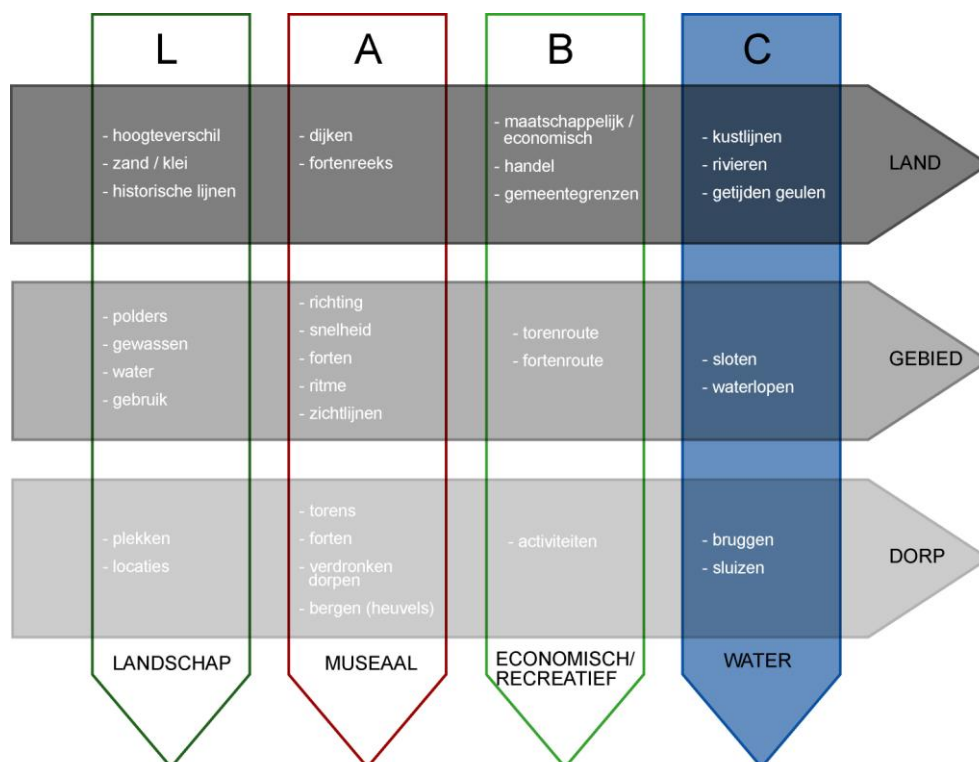 L
A
B
C
- hoogteverschil
- zand / klei
- historische lijnen
- dijken
- fortenreeks
- maatschappelijk /
economisch
- handel
- gemeentegrenzen
- kustlijnen
- rivieren
- getijden geulen
LAND
- polders
- gewassen
- water
- gebruik
- richting
- snelheid
- forten
- ritme
- zichtlijnen
- torenroute
- fortenroute
- sloten
- waterlopen
GEBIED
- plekken
- locaties
- torens
- forten
- verdronken
dorpen
- bergen (heuvels)
- activiteiten
- bruggen
- sluizen
DORP
LANDSCHAP
MUSEAAL
ECONOMISCH/
RECREATIEF
WATER